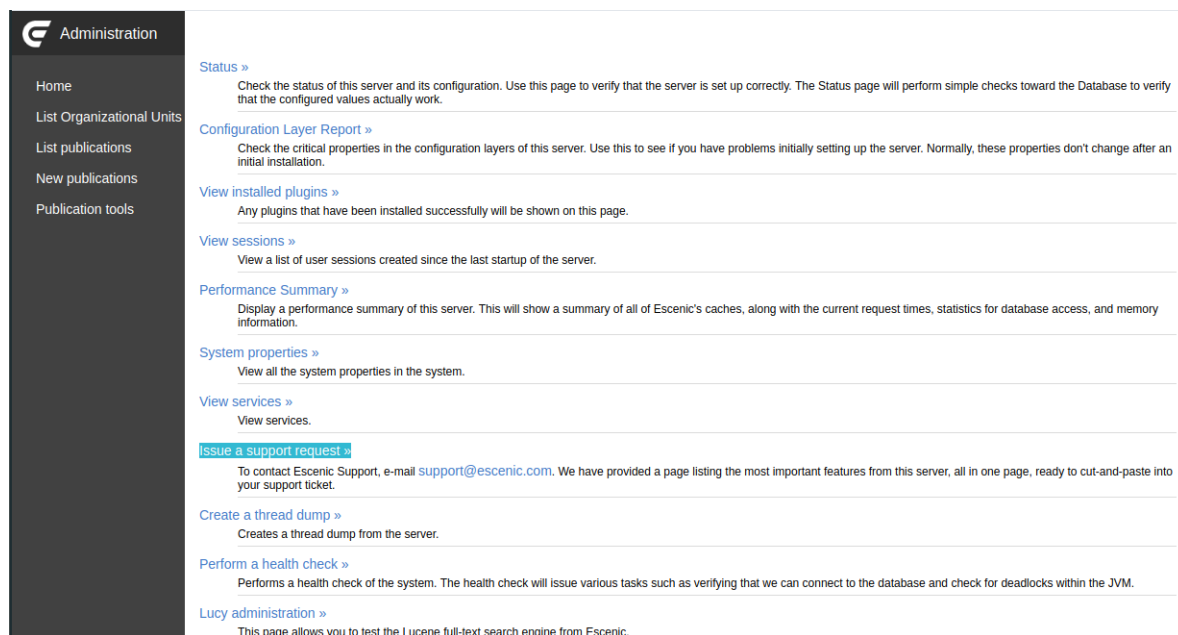 Administration
Home
List Organizational Units
List publications
New publications
Publication tools
Status »
Check the status of this server and its configuration. Use this page to verify that the server is set up correctly. The Status page will perform simple checks toward the Database to verify
that the configured values actually work.
Configuration Layer Report »
Check the critical properties in the configuration layers of this server. Use this to see if you have problems initially setting up the server. Normally, these properties don't change after an
initial installation.
View installed plugins »
Any plugins that have been installed successfully will be shown on this page.
View sessions »
View a list of user sessions created since the last startup of the server.
Performance Summary »
Display a performance summary of this server. This will show a summary of all of Escenic's caches, along with the current request times, statistics for database access, and memory
information.
System properties »
View all the system properties in the system.
View services »
View services.
Issue a support request »
To contact Escenic Support, e-mail support@escenic.com. We have provided a page listing the most important features from this server, all in one page, ready to cut-and-paste into
your support ticket.
Create a thread dump »
Creates a thread dump from the server.
Perform a health check »
Performs a health check of the system. The health check will issue various tasks such as verifying that we can connect to the database and check for deadlocks within the JVM.
Lucy administration »
This page allows you to test the Lucene full-text search engine from Escenic.